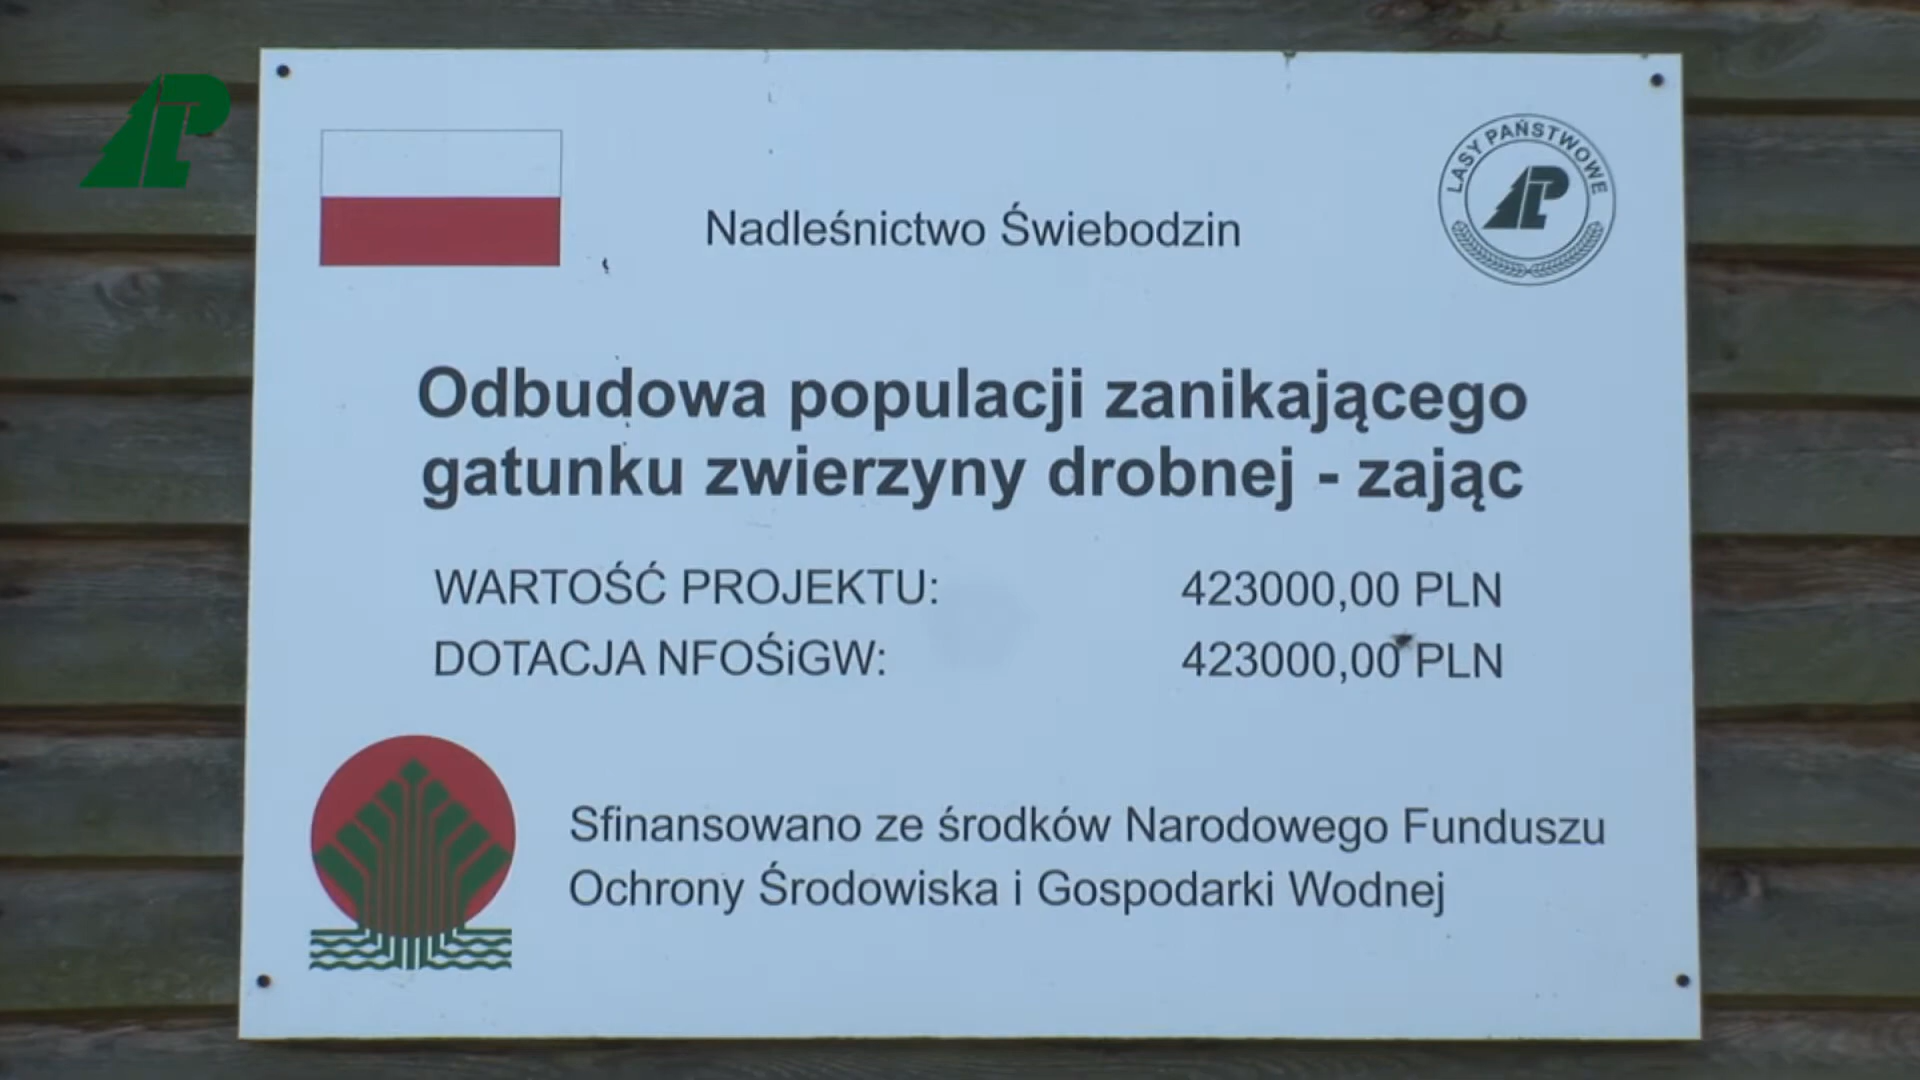 Nadleśnictwo Świebodzin
LASY PAŃSTWOWE
Odbudowa populacji zanikającego
gatunku zwierzyny drobnej - zając
WARTOŚĆ PROJEKTU: 423000,00 PLN
DOTACJA NFOŚiGW: 423000,00 PLN
Sfinansowano ze środków Narodowego Funduszu
Ochrony Środowiska i Gospodarki Wodnej